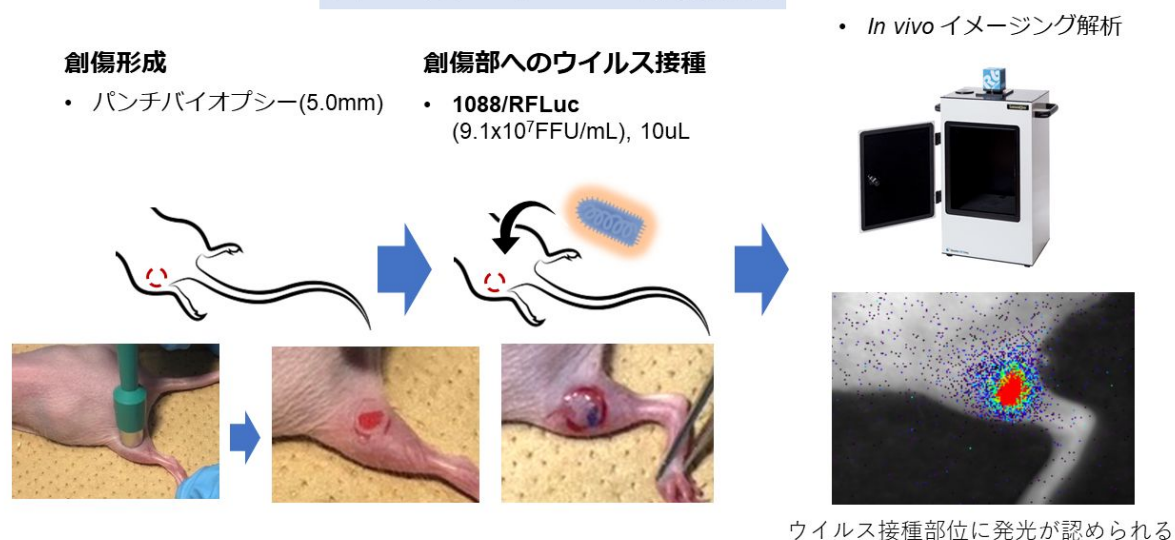 創傷形成
• パンチバイオプシー(5.0mm)
創傷部へのウイルス接種
• 1088/RFLuc
(9.1x10⁷FFU/mL), 10uL
• In vivo イメージング解析
ウイルス接種部位に発光が認められる